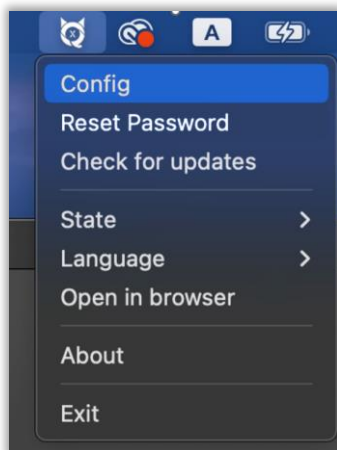 A
Config
Reset Password
Check for updates
State
Language
Open in browser
About
Exit